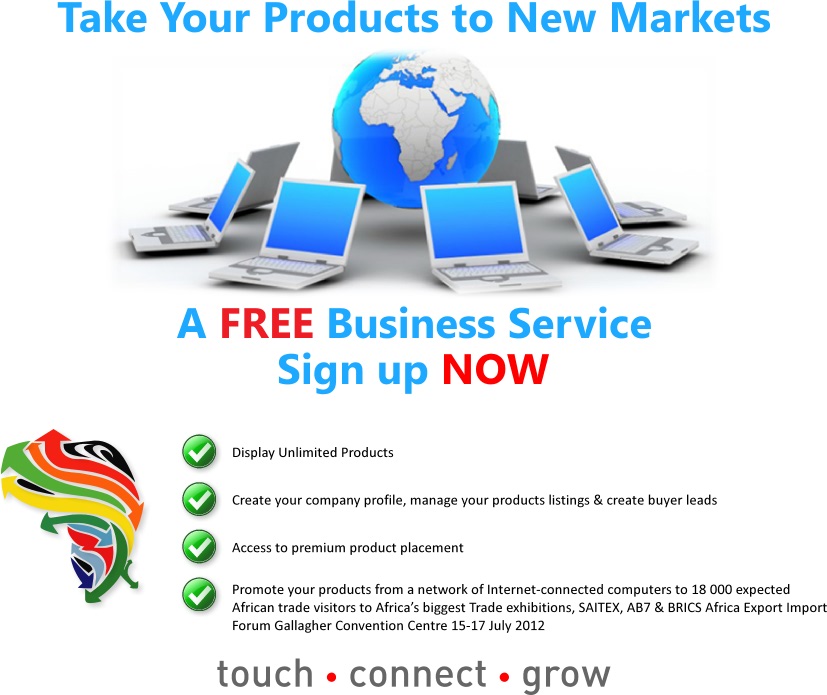 Take Your Products to New Markets
A FREE Business Service
Sign up NOW
Display Unlimited Products
Create your company profile, manage your products listings & create buyer leads
Access to premium product placement
Promote your products from a network of Internet-connected computers to 18 000 expected
African trade visitors to Africa’s biggest Trade exhibitions, SAITEX, AB7 & BRICS Africa Export Import
Forum Gallagher Convention Centre 15-17 July 2012
touch • connect • grow